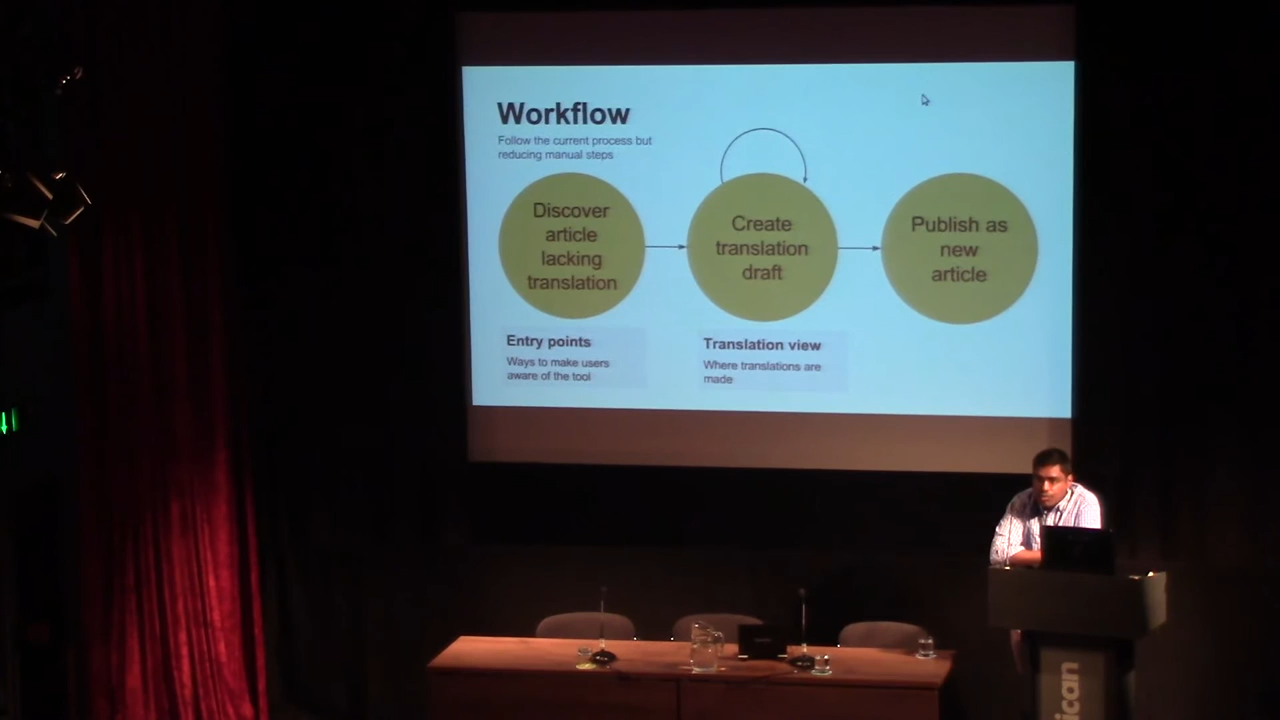 Workflow
Follow the current process but
reducing manual steps
Discover
article
lacking
translation
Create
translation
draft
Publish as
new
article
Entry points
Ways to make users
aware of the tool
Translation view
Where translations are
made
ican